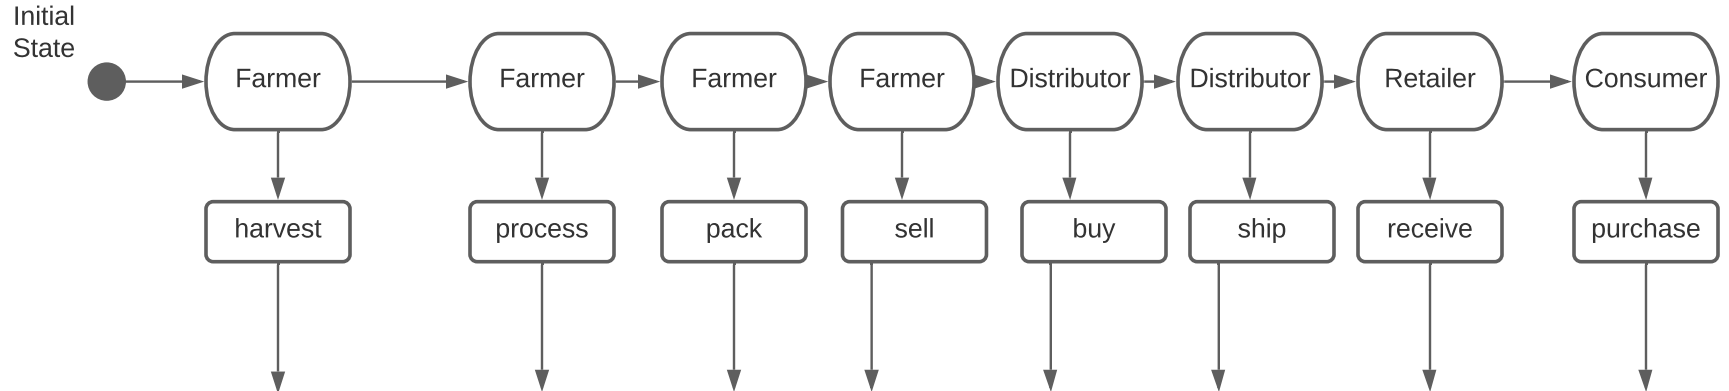 Initial
State
Farmer
Farmer
Farmer
Farmer
Distributor
Distributor
Retailer
Consumer
harvest
process
pack
sell
buy
ship
receive
purchase